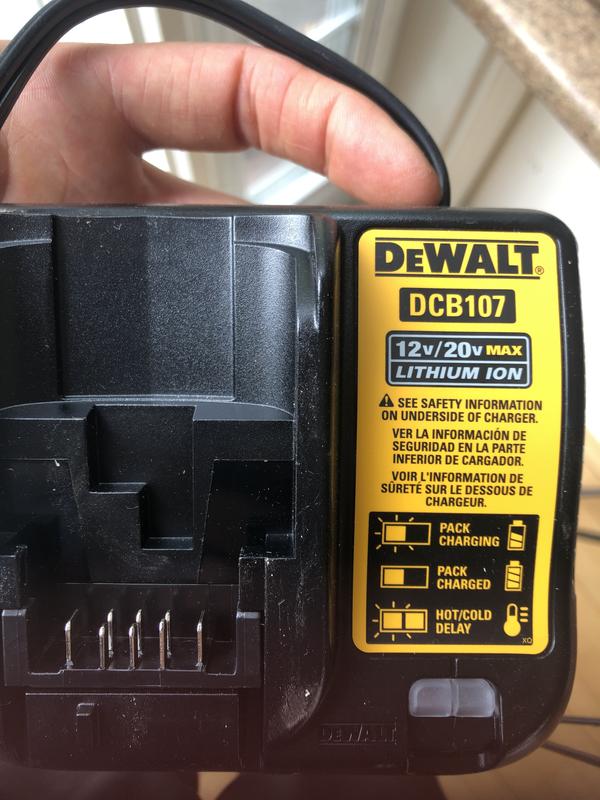 DEWALT®
DCB107
12V/20V MAX
LITHIUM ION
⚠ SEE SAFETY INFORMATION
ON UNDERSIDE OF CHARGER.
VER LA INFORMACIÓN DE
SEGURIDAD EN LA PARTE
INFERIOR DE CARGADOR.
VOIR L'INFORMATION DE
SÛRETÉ SUR LE DESSOUS DE
CHARGEUR.
PACK
CHARGING
PACK
CHARGED
HOT/COLD
DELAY
XO
DEWALT